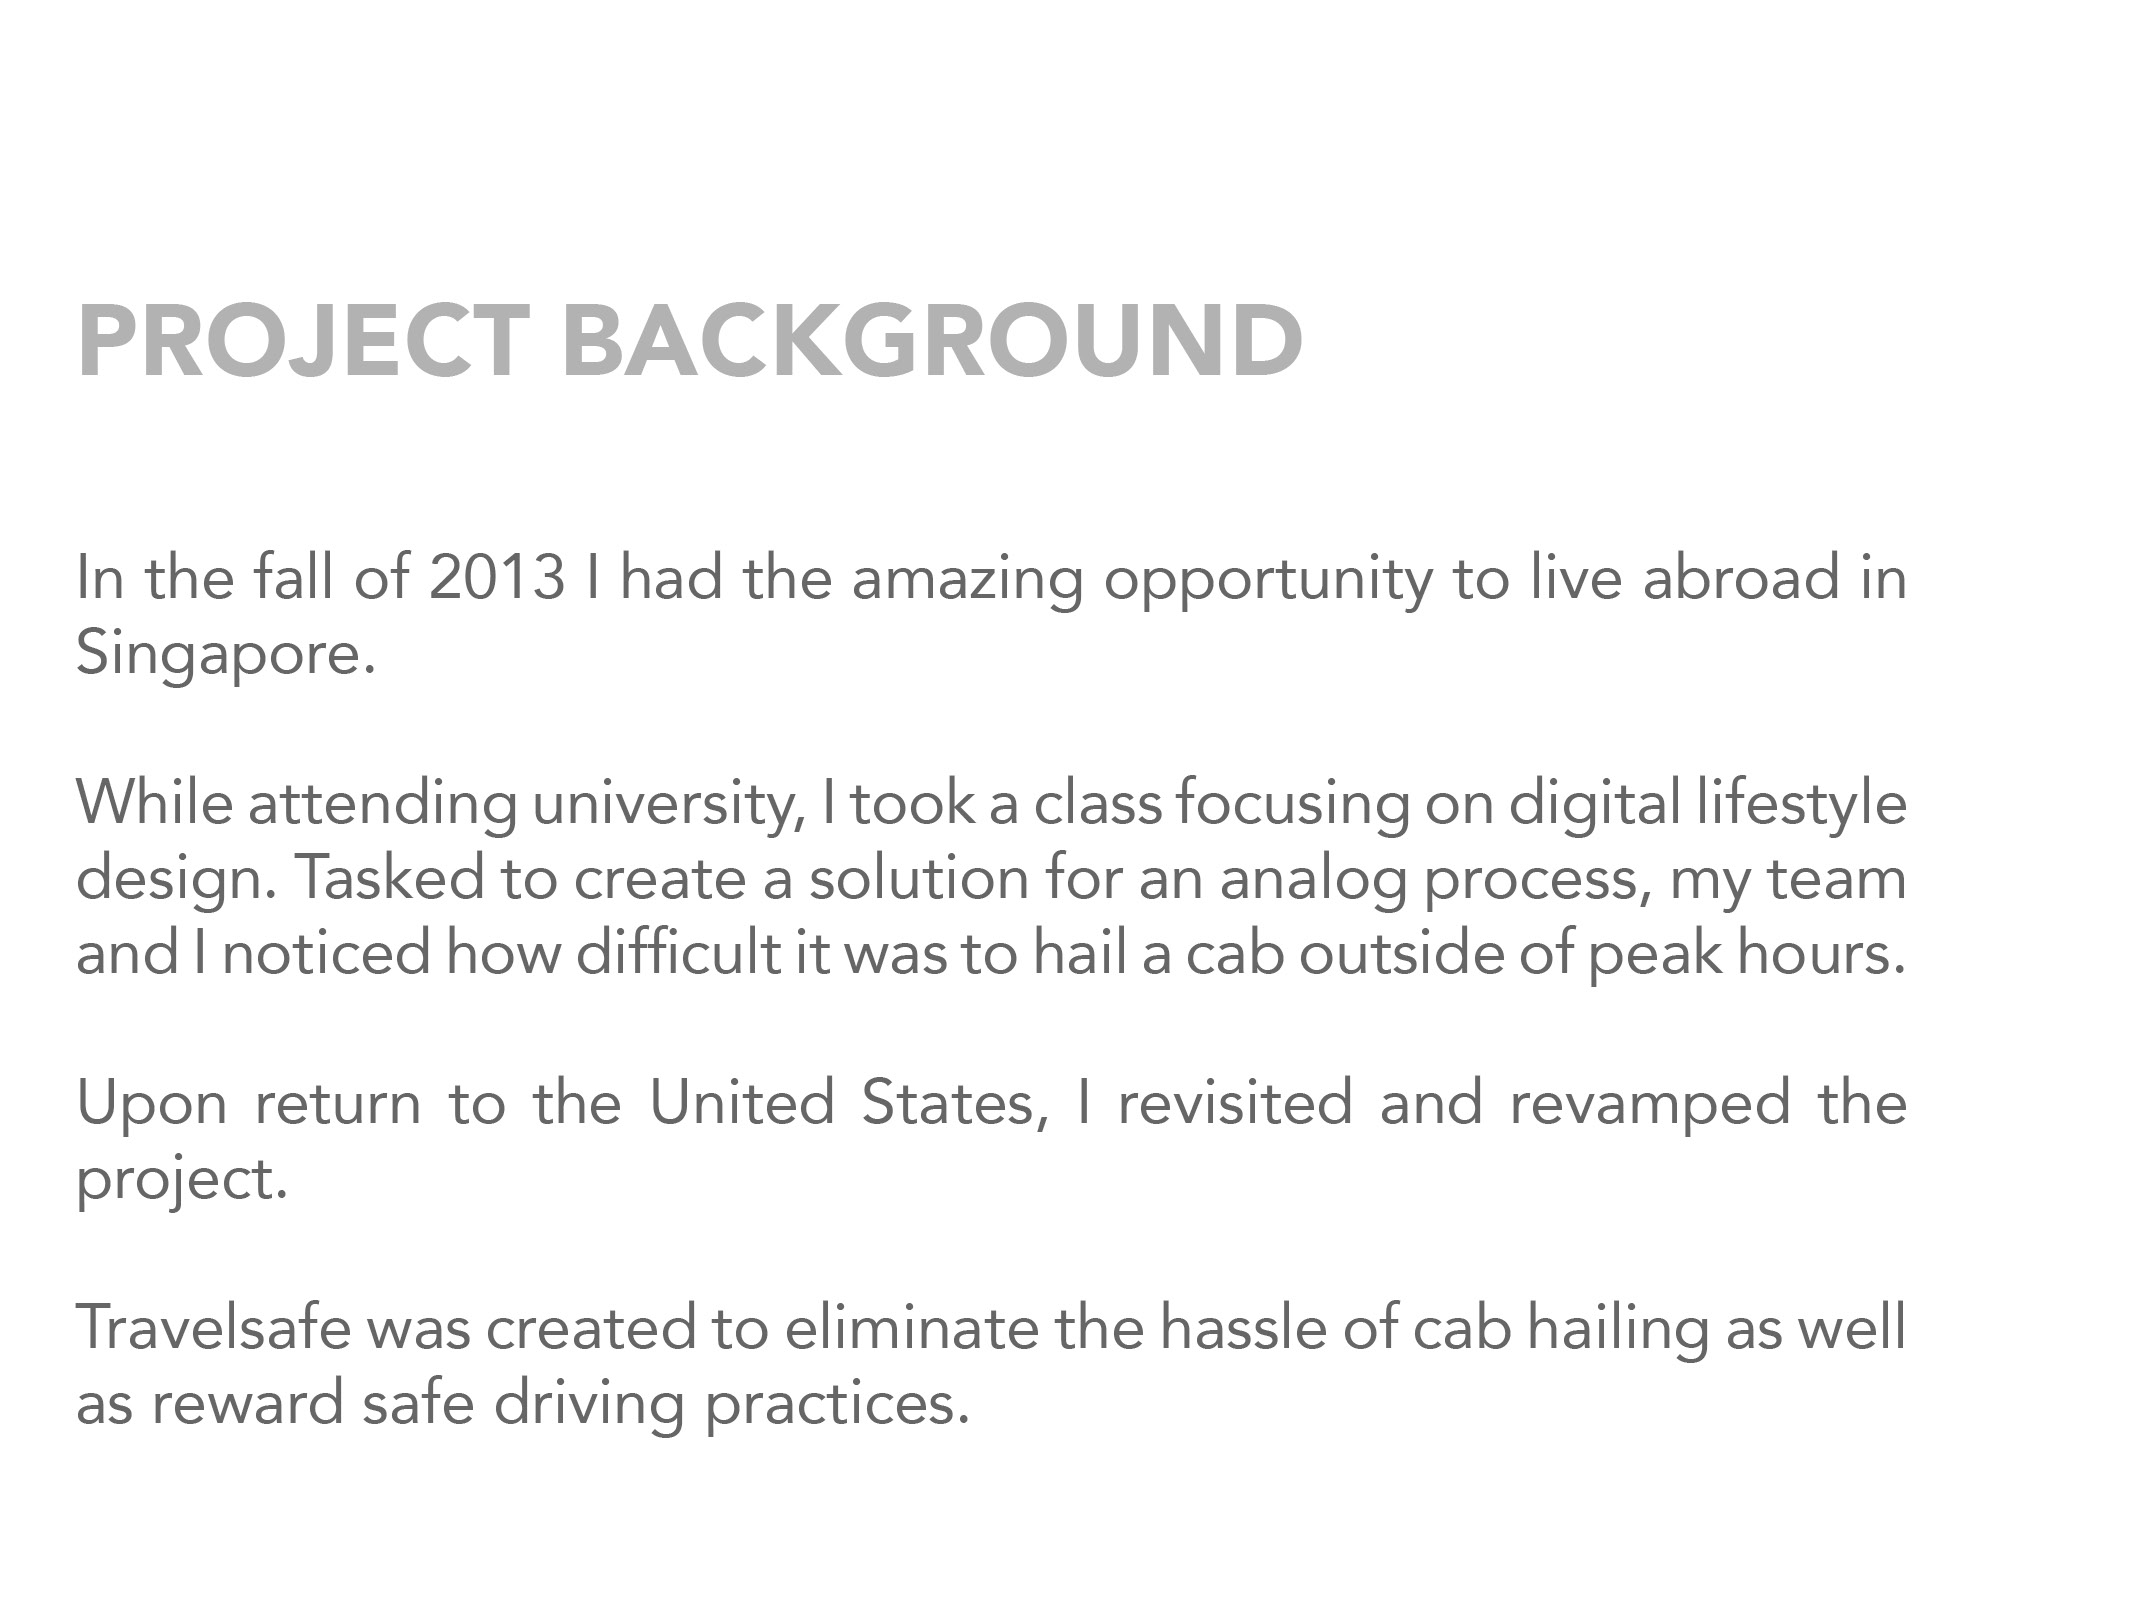 PROJECT BACKGROUND
In the fall of 2013 I had the amazing opportunity to live abroad in
Singapore.
While attending university, I took a class focusing on digital lifestyle
design. Tasked to create a solution for an analog process, my team
and I noticed how difficult it was to hail a cab outside of peak hours.
Upon return to the United States, I revisited and revamped the
project.
Travelsafe was created to eliminate the hassle of cab hailing as well
as reward safe driving practices.